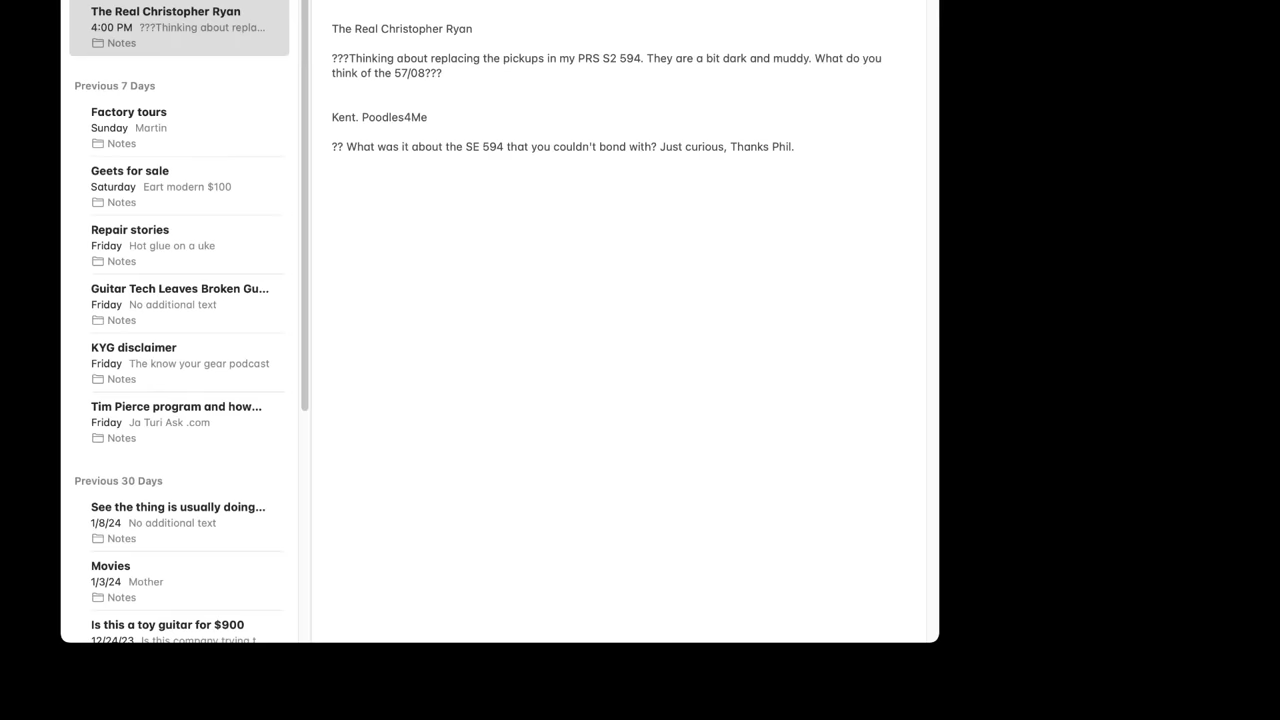 The Real Christopher Ryan
4:00 PM ???Thinking about repla...
Notes
Previous 7 Days
Factory tours
Sunday Martin
Notes
Geets for sale
Saturday Eart modern $100
Notes
Repair stories
Friday Hot glue on a uke
Notes
Guitar Tech Leaves Broken Gu...
Friday No additional text
Notes
KYG disclaimer
Friday The know your gear podcast
Notes
Tim Pierce program and how...
Friday Ja Turi Ask .com
Notes
Previous 30 Days
See the thing is usually doing...
1/8/24 No additional text
Notes
Movies
1/3/24 Mother
Notes
Is this a toy guitar for $900
12/24/23 Is this company trying t
The Real Christopher Ryan
???Thinking about replacing the pickups in my PRS S2 594. They are a bit dark and muddy. What do you
think of the 57/08???
Kent. Poodles4Me
?? What was it about the SE 594 that you couldn't bond with? Just curious, Thanks Phil.